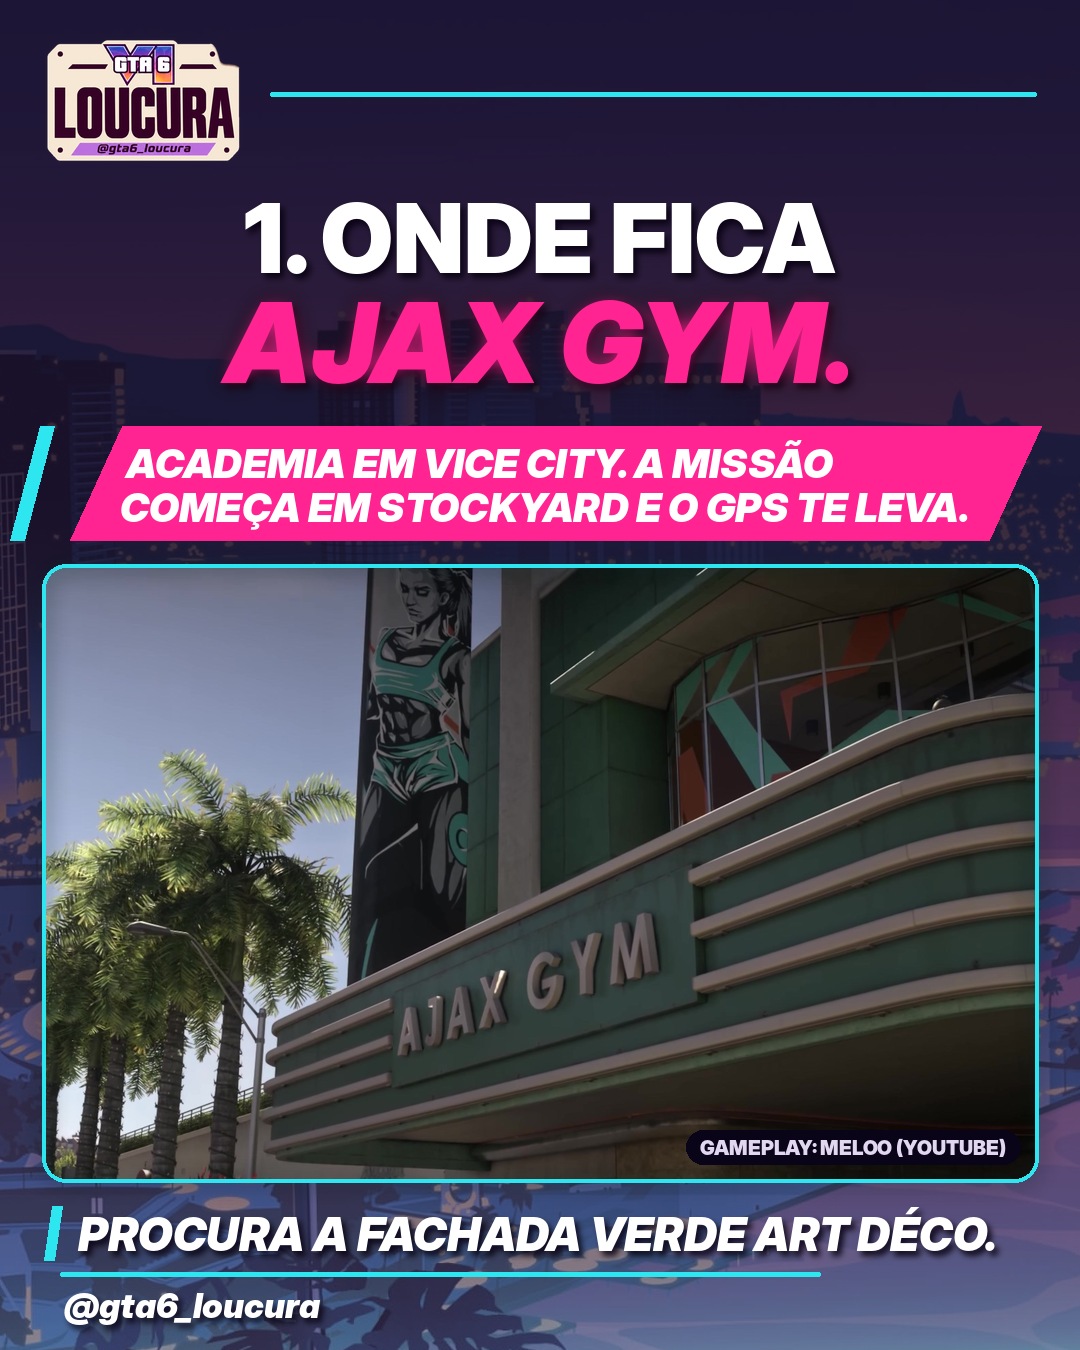 GTA 6
LOUCURA
@gta6_loucura
1. ONDE FICA
AJAX GYM.
ACADEMIA EM VICE CITY. A MISSÃO
COMEÇA EM STOCKYARD E O GPS TE LEVA.
AJAX GYM
GAMEPLAY: MELOO (YOUTUBE)
PROCURA A FACHADA VERDE ART DÉCO.
@gta6_loucura